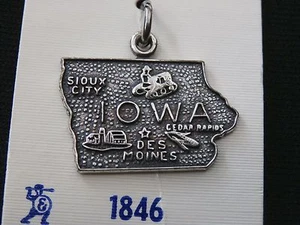 SIOUX
CITY
IOWA
CEDAR RAPIDS
DES
MOINES
1846